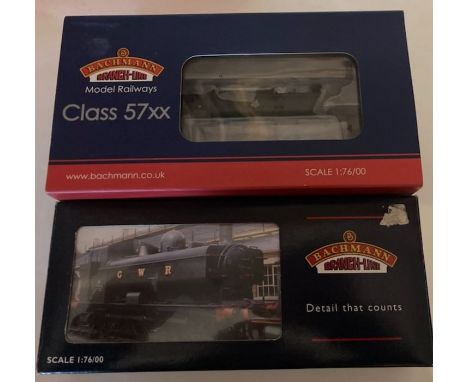 B
BACHMANN
BRANCH-LINE
Model Railways
Class 57xx
www.bachmann.co.uk
SCALE 1:76/00
B
BACHMANN
BRANCH-LINE
G W R
Detail that counts
SCALE 1:76/00